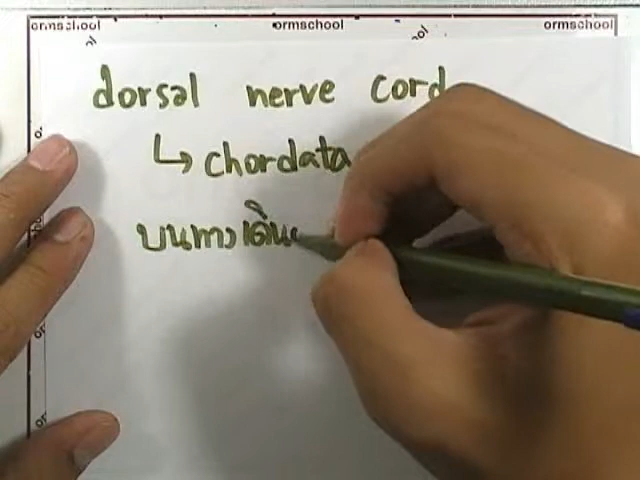 ormschool ormschool ormschool
dorsal nerve cord
↳ chordata
บนทางเดิน